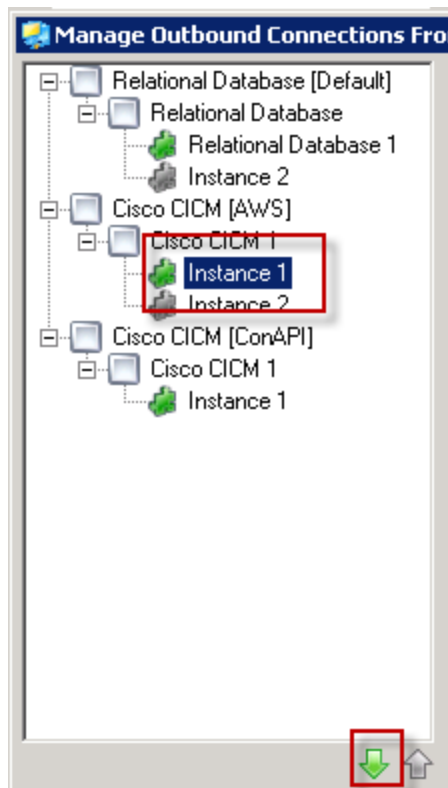 Manage Outbound Connections Fro
Relational Database [Default]
Relational Database
Relational Database 1
Instance 2
Cisco CICM [AWS]
Cisco CICM 1
Instance 1
Instance 2
Cisco CICM [ConAPI]
Cisco CICM 1
Instance 1